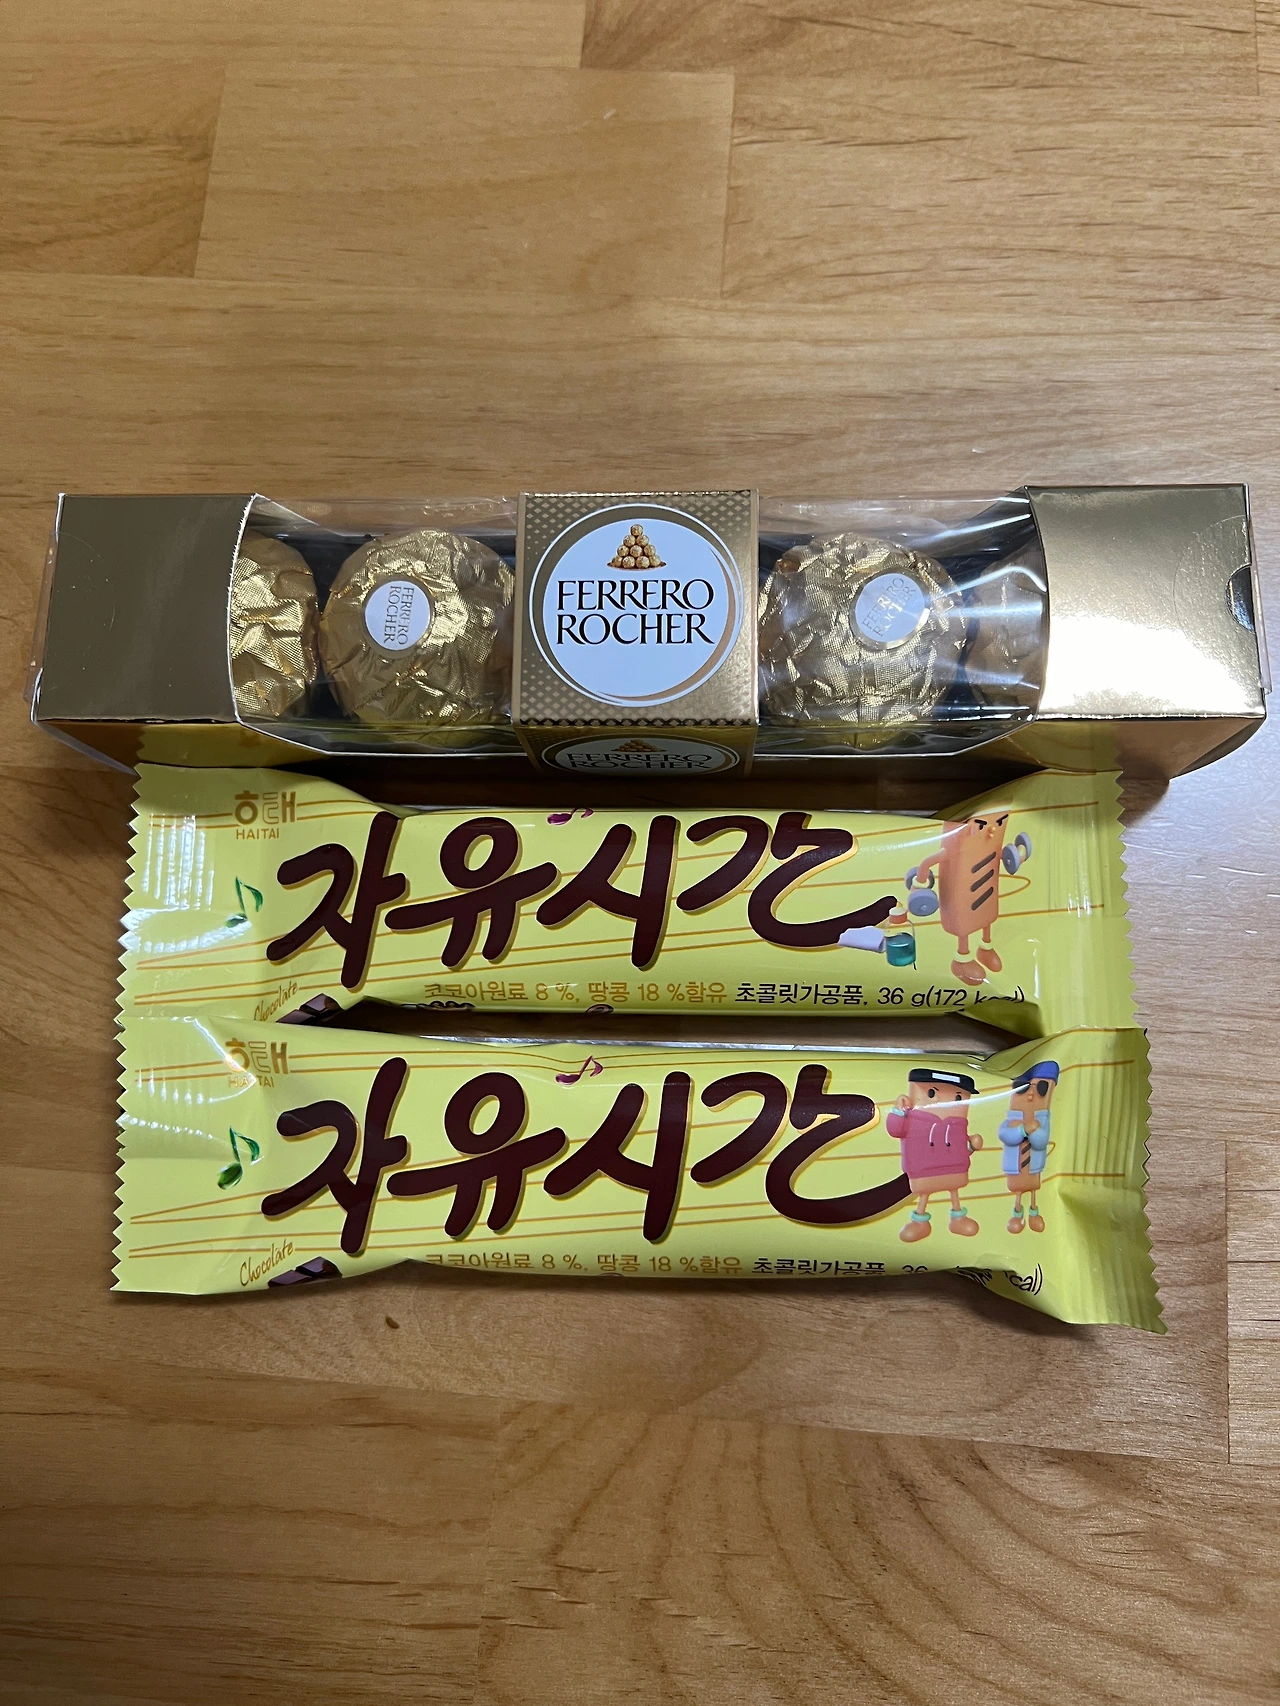 FERRERO
ROCHER
FERRERO
ROCHER
FERRERO
ROCHER
FERRERO
ROCHER
해태
HAITAI
자유시간
Chocolate
코코아원료 8 %, 땅콩 18 %함유 초콜릿가공품, 36 g(172 kcal)
해태
HAITAI
자유시간
Chocolate
코코아원료 8 %, 땅콩 18 %함유 초콜릿가공품, 36